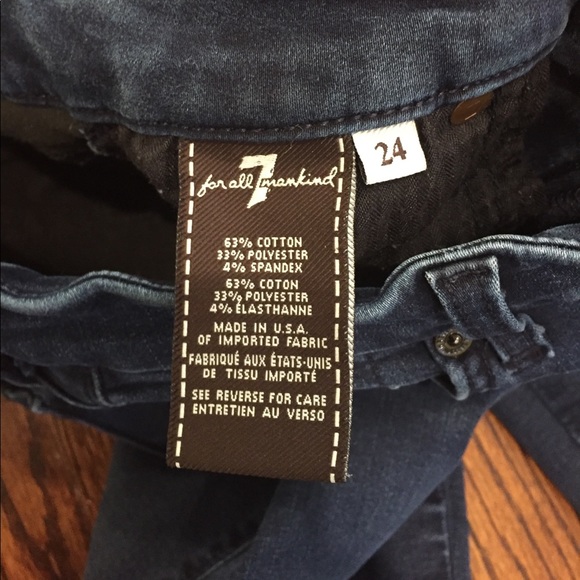 7
for all mankind
24
63% COTTON
33% POLYESTER
4% SPANDEX
63% COTON
33% POLYESTER
4% ÉLASTHANNE
MADE IN U.S.A.
OF IMPORTED FABRIC
FABRIQUÉ AUX ÉTATS-UNIS
DE TISSU IMPORTÉ
SEE REVERSE FOR CARE
ENTRETIEN AU VERSO